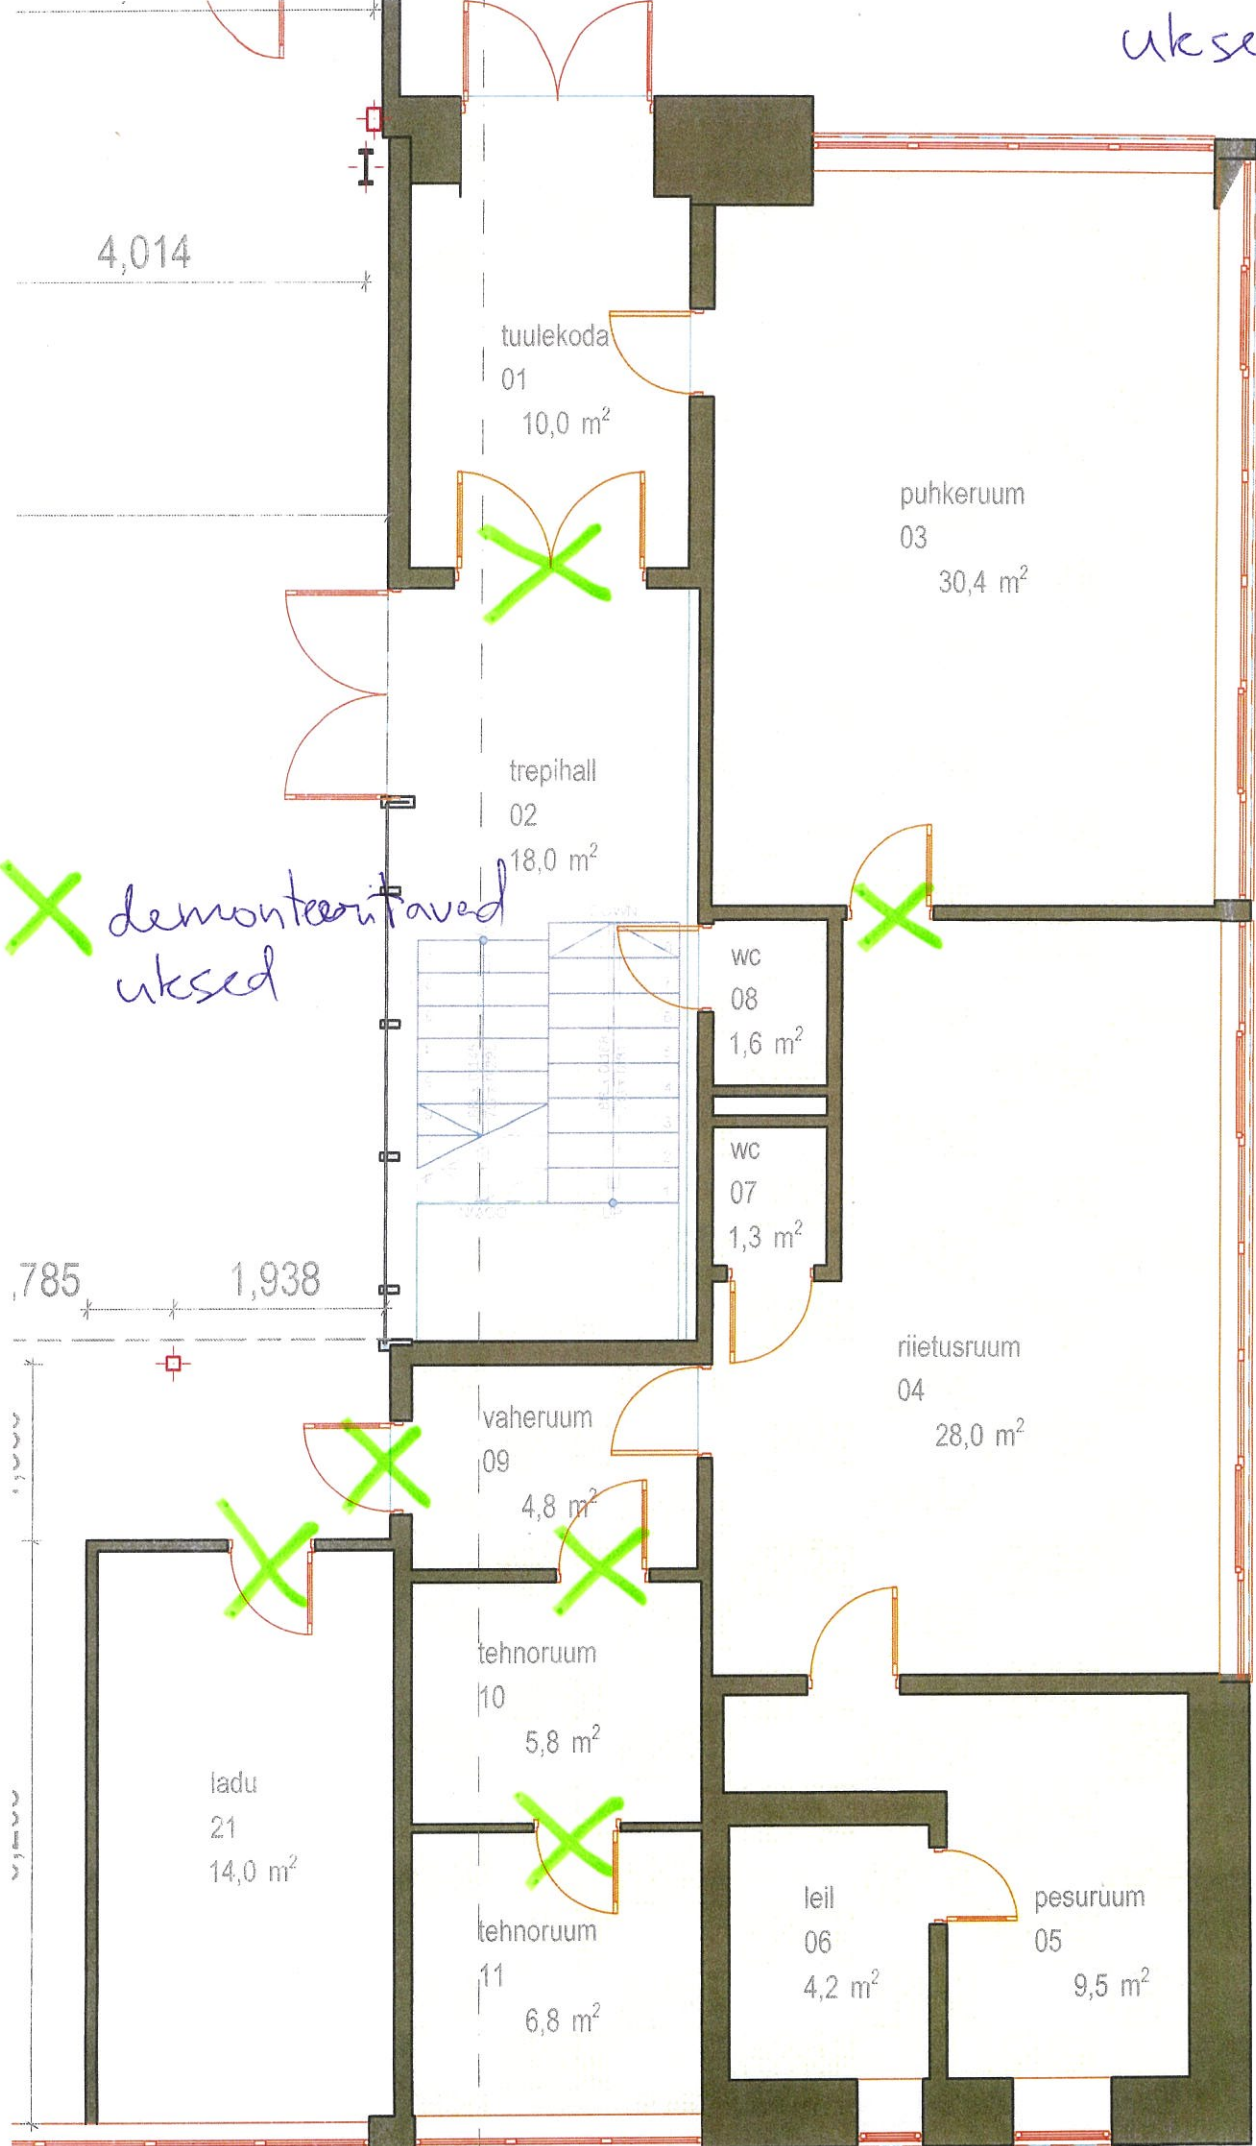 ukse
4,014
tuulekoda
01
10,0 m²
puhkeruum
03
30,4 m²
trepihall
02
18,0 m²
demonteeritavad
uksed
wc
08
1,6 m²
wc
07
1,3 m²
,785
1,938
riietusruum
04
28,0 m²
vaheruum
09
4,8 m²
tehnoruum
10
5,8 m²
ladu
21
14,0 m²
leil
06
4,2 m²
pesuruum
05
9,5 m²
tehnoruum
11
6,8 m²